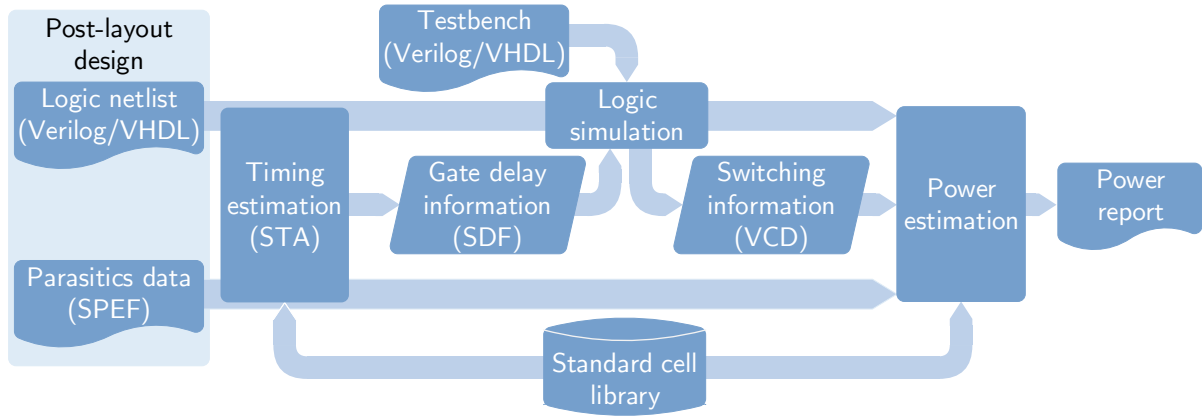 Post-layout
design
Logic netlist
(Verilog/VHDL)
Parasitics data
(SPEF)
Timing
estimation
(STA)
Testbench
(Verilog/VHDL)
Logic
simulation
Gate delay
information
(SDF)
Switching
information
(VCD)
Power
estimation
Power
report
Standard cell
library